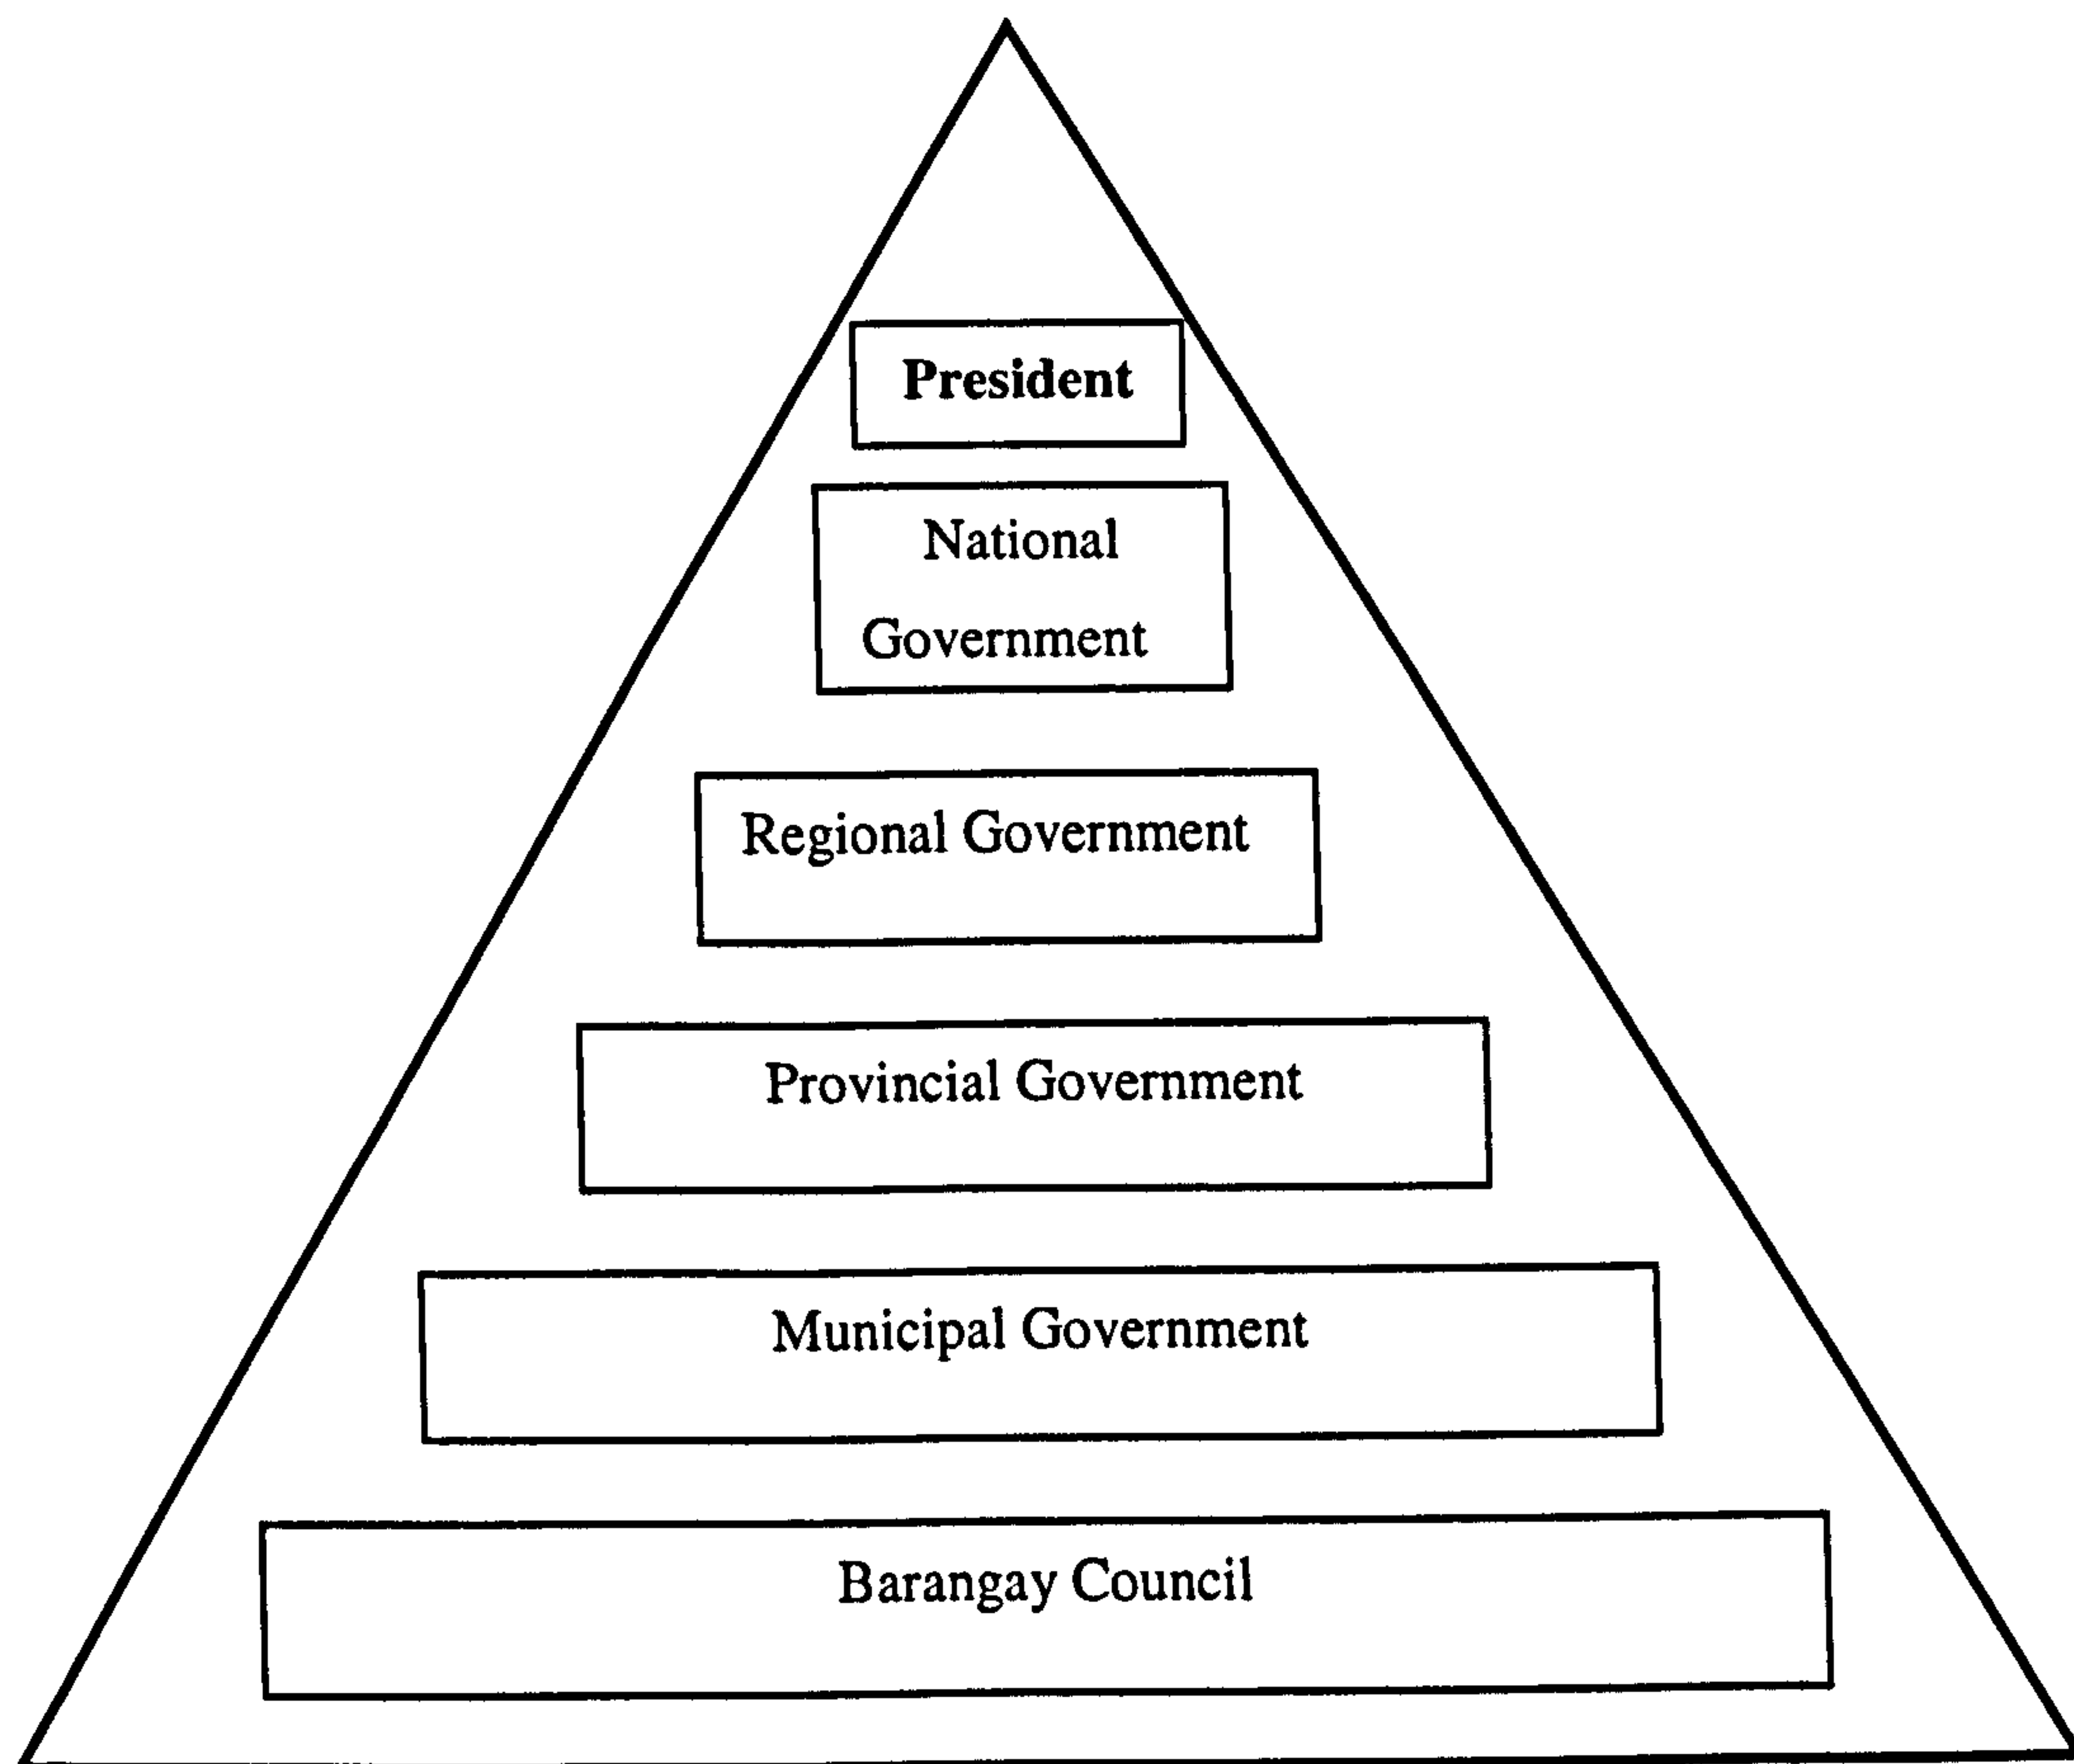 President
National
Government
Regional Government
Provincial Government
Municipal Government
Barangay Council